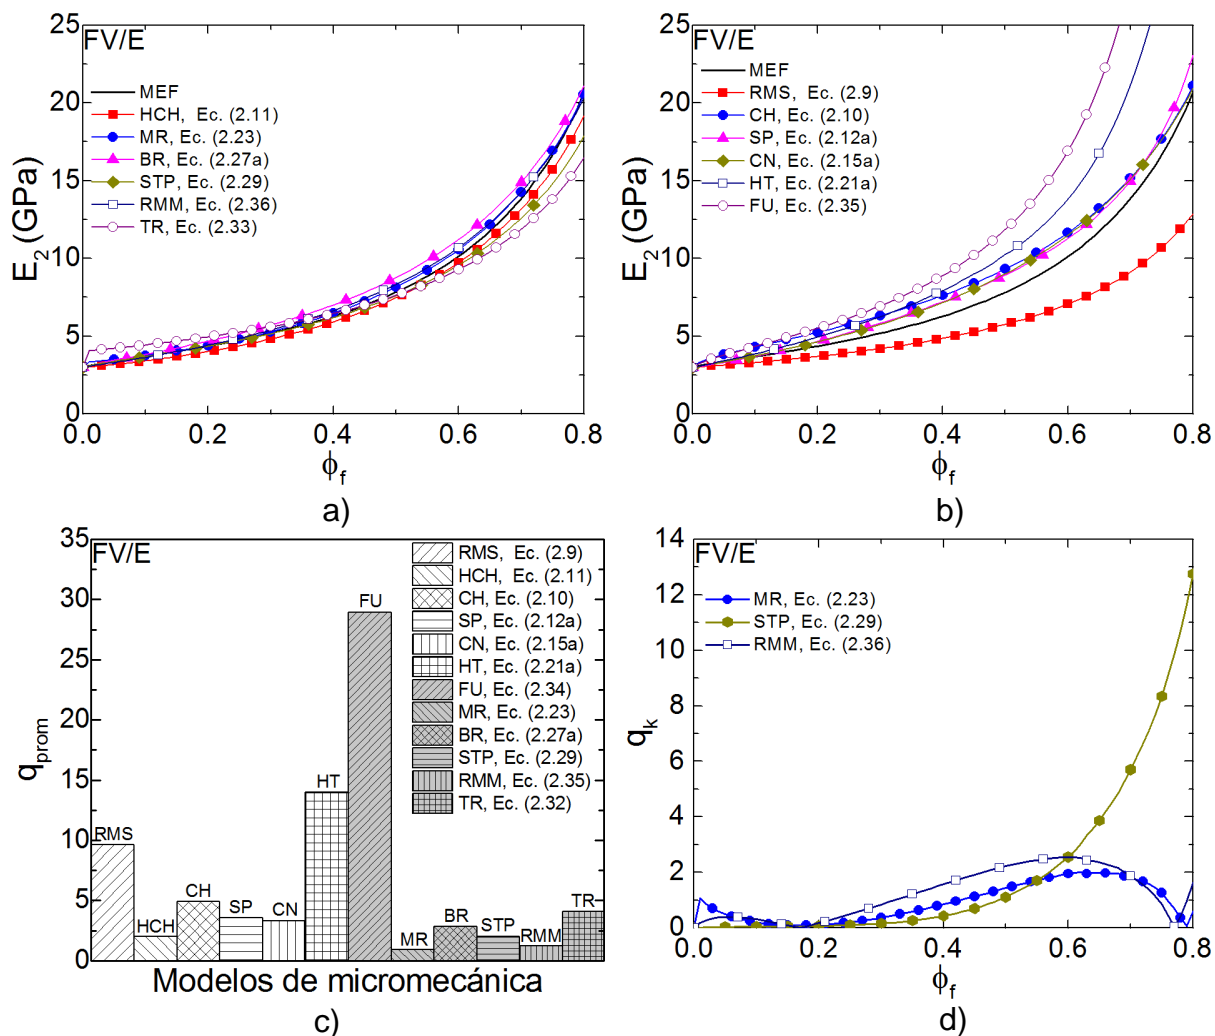 FV/E
MEF
HCH, Ec. (2.11)
MR, Ec. (2.23)
BR, Ec. (2.27a)
STP, Ec. (2.29)
RMM, Ec. (2.36)
TR, Ec. (2.33)
E2 (GPa)
25
20
15
10
5
0
0.0 0.2 0.4 0.6 0.8
ϕf
a)
FV/E
MEF
RMS, Ec. (2.9)
CH, Ec. (2.10)
SP, Ec. (2.12a)
CN, Ec. (2.15a)
HT, Ec. (2.21a)
FU, Ec. (2.35)
E2 (GPa)
25
20
15
10
5
0
0.0 0.2 0.4 0.6 0.8
ϕf
b)
FV/E
RMS, Ec. (2.9)
HCH, Ec. (2.11)
CH, Ec. (2.10)
SP, Ec. (2.12a)
CN, Ec. (2.15a)
HT, Ec. (2.21a)
FU, Ec. (2.34)
MR, Ec. (2.23)
BR, Ec. (2.27a)
STP, Ec. (2.29)
RMM, Ec. (2.35)
TR, Ec. (2.32)
qprom
35
30
25
20
15
10
5
0
RMS HCH CH SP CN HT FU MR BR STP RMM TR
Modelos de micromecánica
c)
FV/E
MR, Ec. (2.23)
STP, Ec. (2.29)
RMM, Ec. (2.36)
qk
14
12
10
8
6
4
2
0
0.0 0.2 0.4 0.6 0.8
ϕf
d)